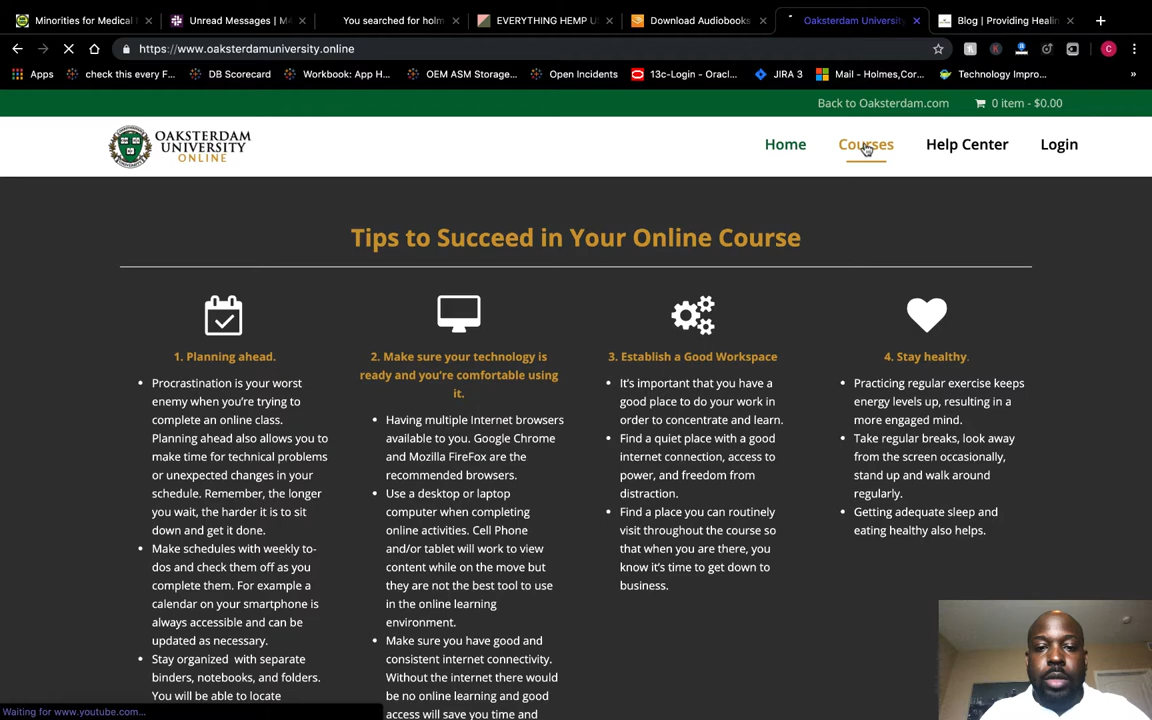 Minorities for Medical
Unread Messages | M
You searched for holm
EVERYTHING HEMP U
Download Audiobooks
Oaksterdam University
Blog | Providing Healin
https://www.oaksterdamuniversity.online
C
Apps
check this every F...
DB Scorecard
Workbook: App H...
OEM ASM Storage...
Open Incidents
13c-Login - Oracl...
JIRA 3
Mail - Holmes,Cor...
Technology Impro...
»
Back to Oaksterdam.com
0 item - $0.00
OAKSTERDAM
UNIVERSITY
ONLINE
Home
Courses
Help Center
Login
Tips to Succeed in Your Online Course
1. Planning ahead.
Procrastination is your worst
enemy when you're trying to
complete an online class.
Planning ahead also allows you to
make time for technical problems
or unexpected changes in your
schedule. Remember, the longer
you wait, the harder it is to sit
down and get it done.
Make schedules with weekly to-
dos and check them off as you
complete them. For example a
calendar on your smartphone is
always accessible and can be
updated as necessary.
Stay organized with separate
binders, notebooks, and folders.
You will be able to locate
2. Make sure your technology is
ready and you're comfortable using
it.
Having multiple Internet browsers
available to you. Google Chrome
and Mozilla FireFox are the
recommended browsers.
Use a desktop or laptop
computer when completing
online activities. Cell Phone
and/or tablet will work to view
content while on the move but
they are not the best tool to use
in the online learning
environment.
Make sure you have good and
consistent internet connectivity.
Without the internet there would
be no online learning and good
access will save you time and
3. Establish a Good Workspace
It's important that you have a
good place to do your work in
order to concentrate and learn.
Find a quiet place with a good
internet connection, access to
power, and freedom from
distraction.
Find a place you can routinely
visit throughout the course so
that when you are there, you
know it's time to get down to
business.
4. Stay healthy.
Practicing regular exercise keeps
energy levels up, resulting in a
more engaged mind.
Take regular breaks, look away
from the screen occasionally,
stand up and walk around
regularly.
Getting adequate sleep and
eating healthy also helps.
Waiting for www.youtube.com...